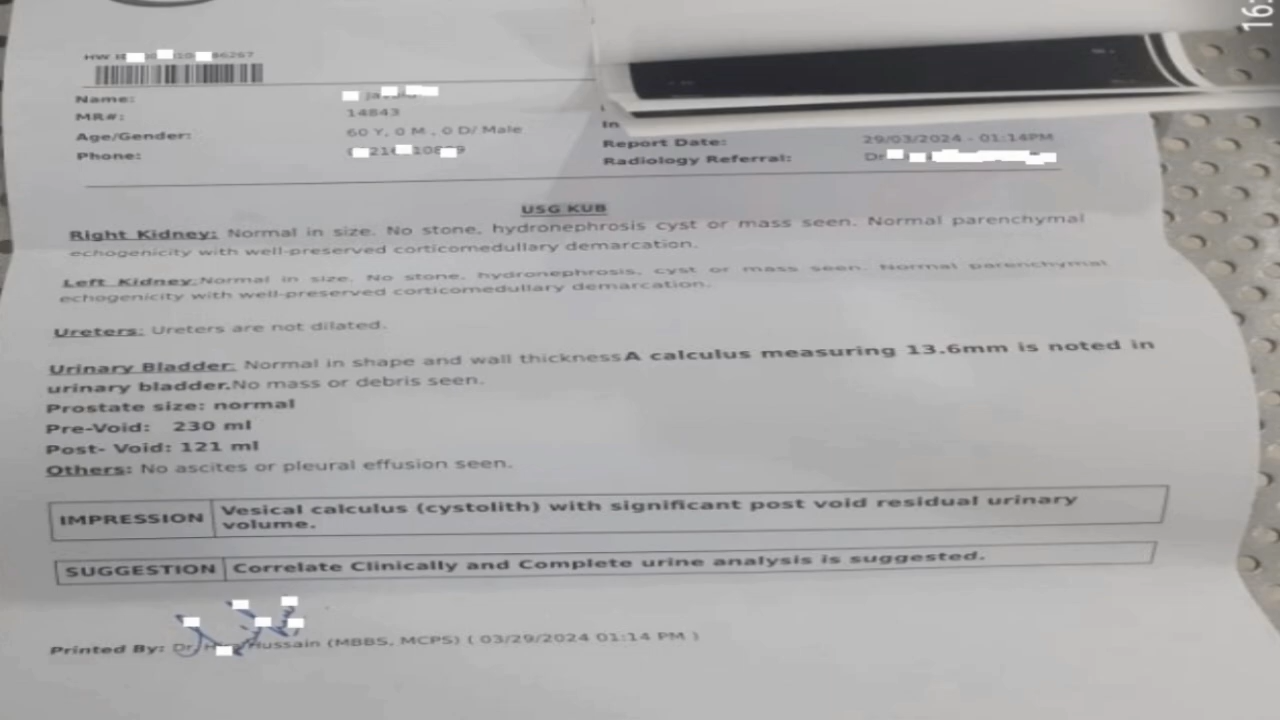 Name:
MR#: 14843
Age/Gender: 60 Y, 0 M , 0 D/ Male
Phone:
In
Report Date: 29/03/2024 - 01:14PM
Radiology Referral: Dr
USG KUB
Right Kidney: Normal in size. No stone, hydronephrosis cyst or mass seen. Normal parenchymal
echogenicity with well-preserved corticomedullary demarcation.
Left Kidney:Normal in size, No stone, hydronephrosis, cyst or mass seen. Normal parenchymal
echogenicity with well-preserved corticomedullary demarcation.
Ureters: Ureters are not dilated.
Urinary Bladder: Normal in shape and wall thicknessA calculus measuring 13.6mm is noted in
urinary bladder.No mass or debris seen.
Prostate size: normal
Pre-Void: 230 ml
Post- Void: 121 ml
Others: No ascites or pleural effusion seen.
IMPRESSION Vesical calculus (cystolith) with significant post void residual urinary
volume.
SUGGESTION Correlate Clinically and Complete urine analysis is suggested.
Printed By: Dr Hussain (MBBS, MCPS) ( 03/29/2024 01:14 PM )
16: